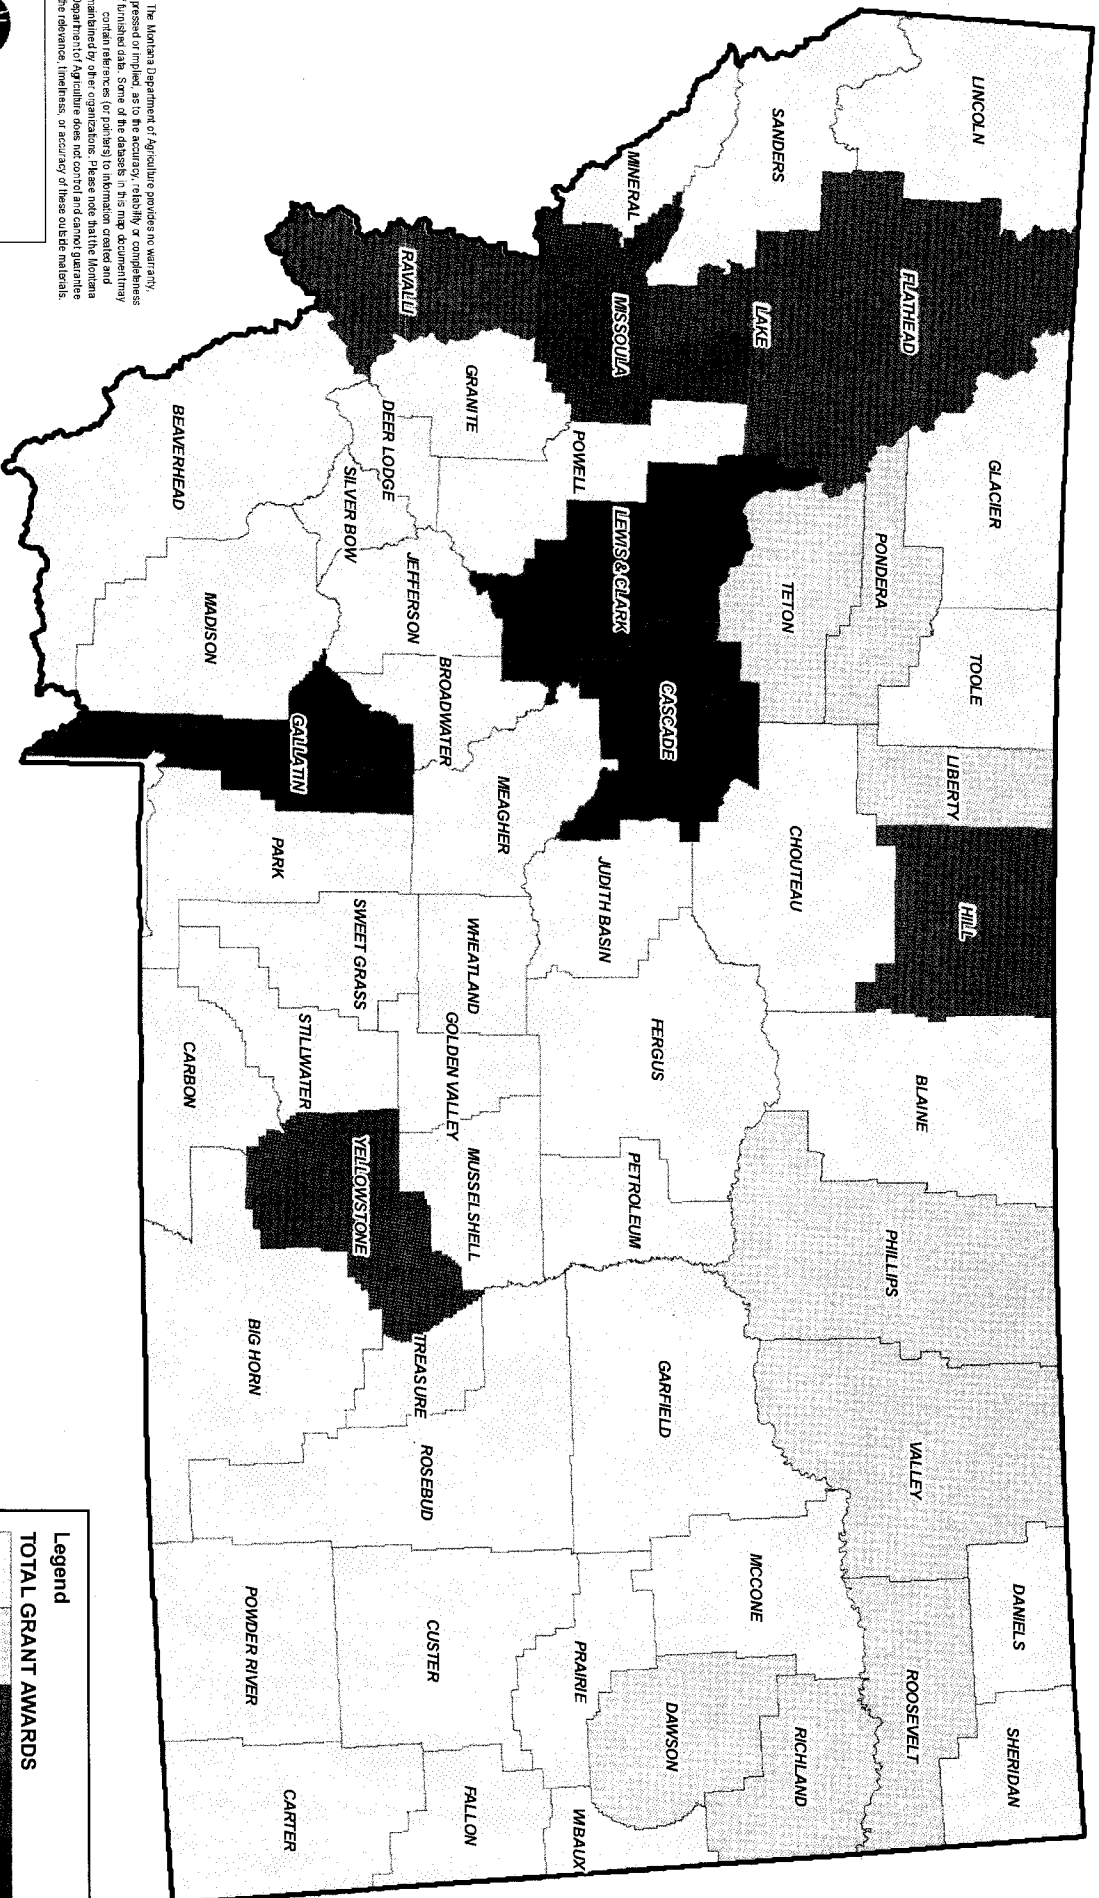 LINCOLN
FLATHEAD
GLACIER
TOOLE
LIBERTY
HILL
BLAINE
PHILLIPS
VALLEY
DANIELS
SHERIDAN
ROOSEVELT
SANDERS
LAKE
PONDERA
TETON
CHOUTEAU
MCCONE
RICHLAND
DAWSON
MINERAL
MISSOULA
POWELL
LEWIS & CLARK
CASCADE
JUDITH BASIN
FERGUS
PETROLEUM
GARFIELD
PRAIRIE
WIBAUX
RAVALLI
GRANITE
DEER LODGE
SILVER BOW
JEFFERSON
BROADWATER
MEAGHER
WHEATLAND
GOLDEN VALLEY
MUSSELSHELL
TREASURE
ROSEBUD
CUSTER
FALLON
BEAVERHEAD
MADISON
GALLATIN
PARK
SWEET GRASS
STILLWATER
YELLOWSTONE
CARBON
BIG HORN
POWDER RIVER
CARTER
The Montana Department of Agriculture provides no warranty,
pressed or implied, as to the accuracy, reliability or completeness
furnished data. Some of the datasets in this map document may
contain references (or pointers) to information created and
maintained by other organizations. Please note that the Montana
Department of Agriculture does not control and cannot guarantee
the relevance, timeliness, or accuracy of these outside materials.
Legend
TOTAL GRANT AWARDS